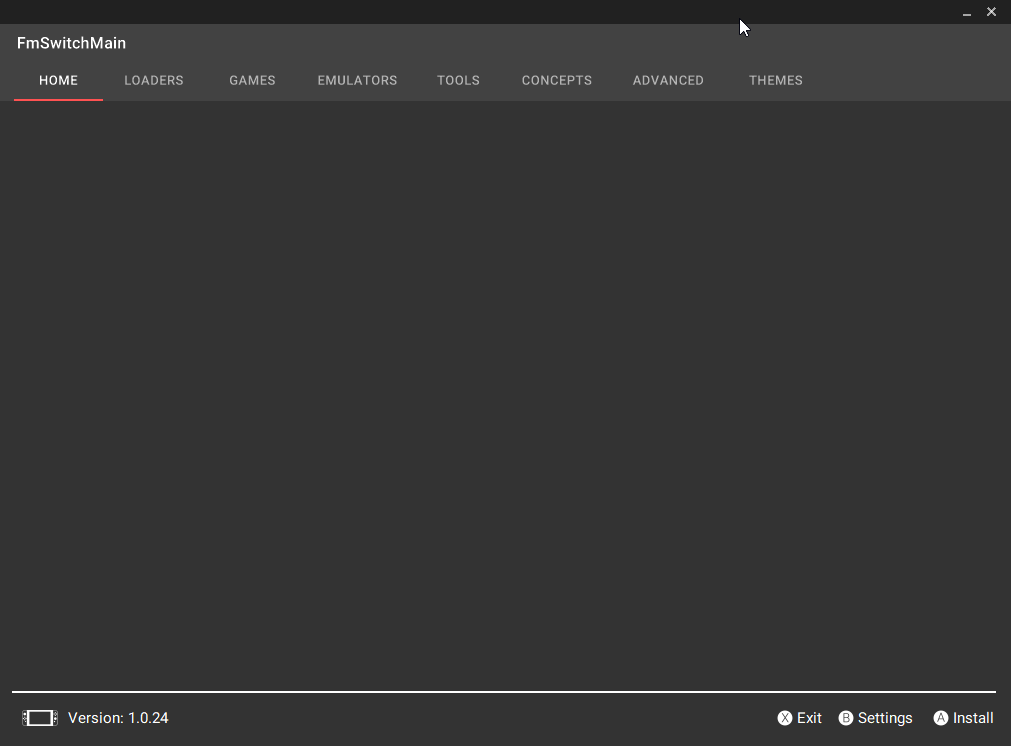 FmSwitchMain
HOME LOADERS GAMES EMULATORS TOOLS CONCEPTS ADVANCED THEMES
Version: 1.0.24 X Exit B Settings A Install